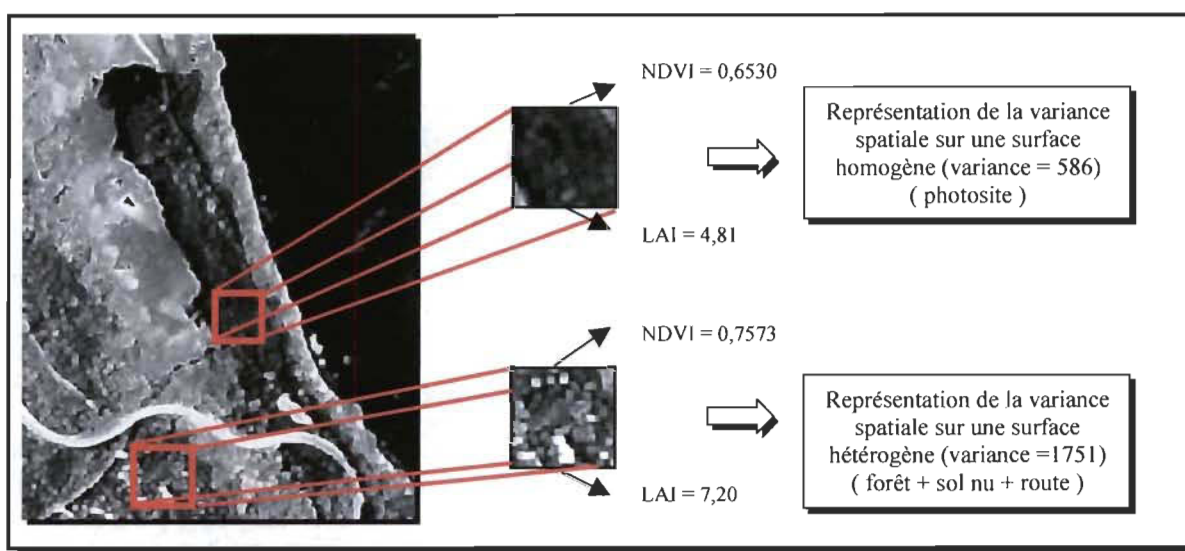 NDVI = 0,6530
LAI = 4,81
Représentation de la variance
spatiale sur une surface
homogène (variance = 586)
( photosite )
NDVI = 0,7573
LAI = 7,20
Représentation de la variance
spatiale sur une surface
hétérogène (variance =1751)
( forêt + sol nu + route )